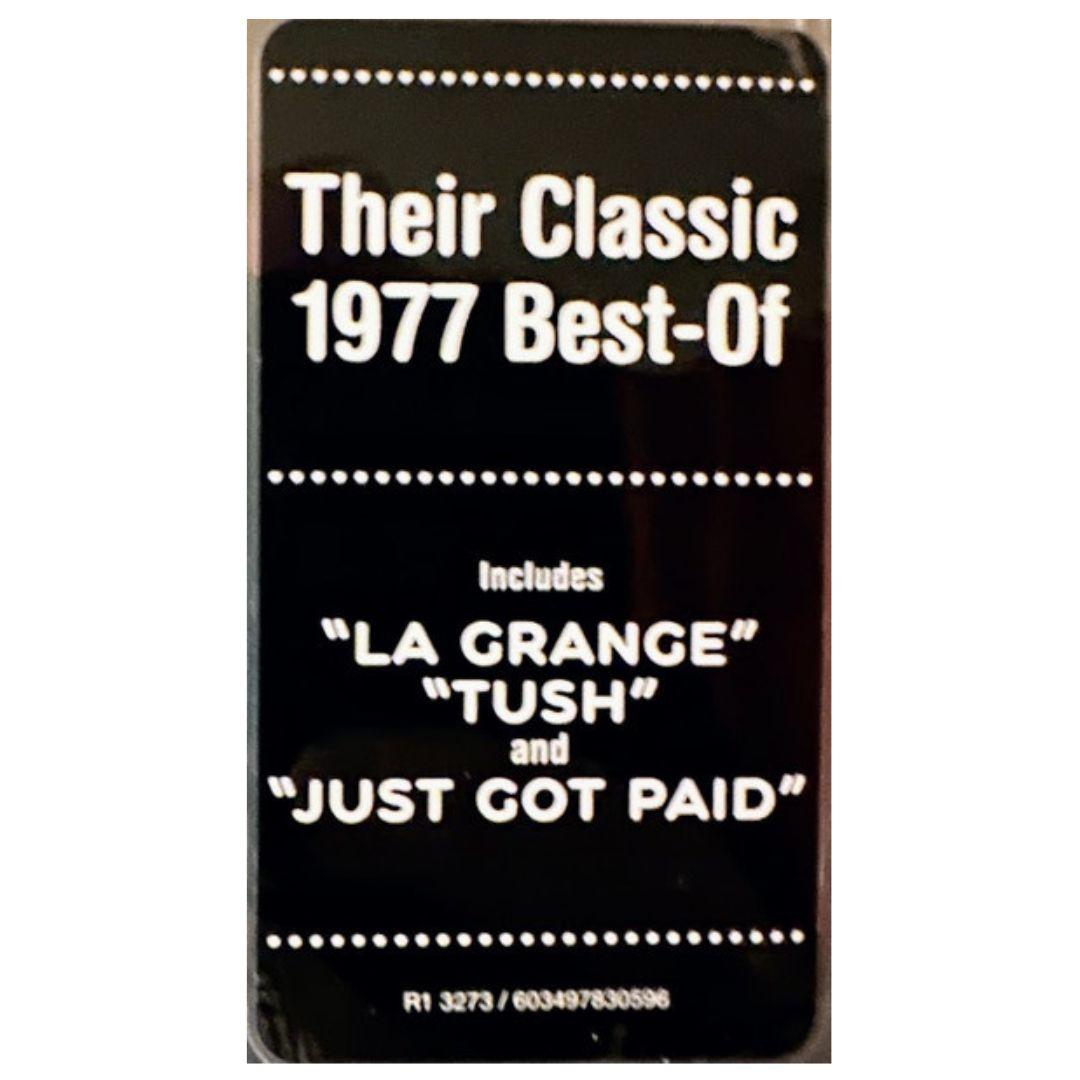 Their Classic
1977 Best-Of
Includes
"LA GRANGE"
"TUSH"
and
"JUST GOT PAID"
R1 3273 / 603497830596